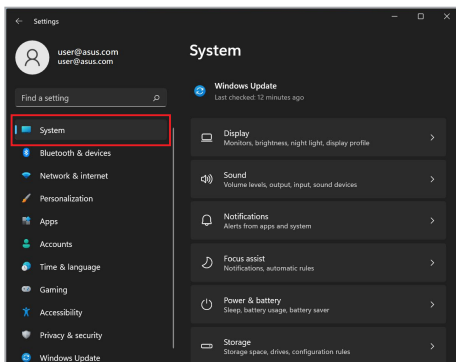 Settings
user@asus.com
user@asus.com
Find a setting
System
Bluetooth & devices
Network & internet
Personalization
Apps
Accounts
Time & language
Gaming
Accessibility
Privacy & security
Windows Update
System
Windows Update
Last checked: 12 minutes ago
Display
Monitors, brightness, night light, display profile
Sound
Volume levels, output, input, sound devices
Notifications
Alerts from apps and system
Focus assist
Notifications, automatic rules
Power & battery
Sleep, battery usage, battery saver
Storage
Storage space, drives, configuration rules